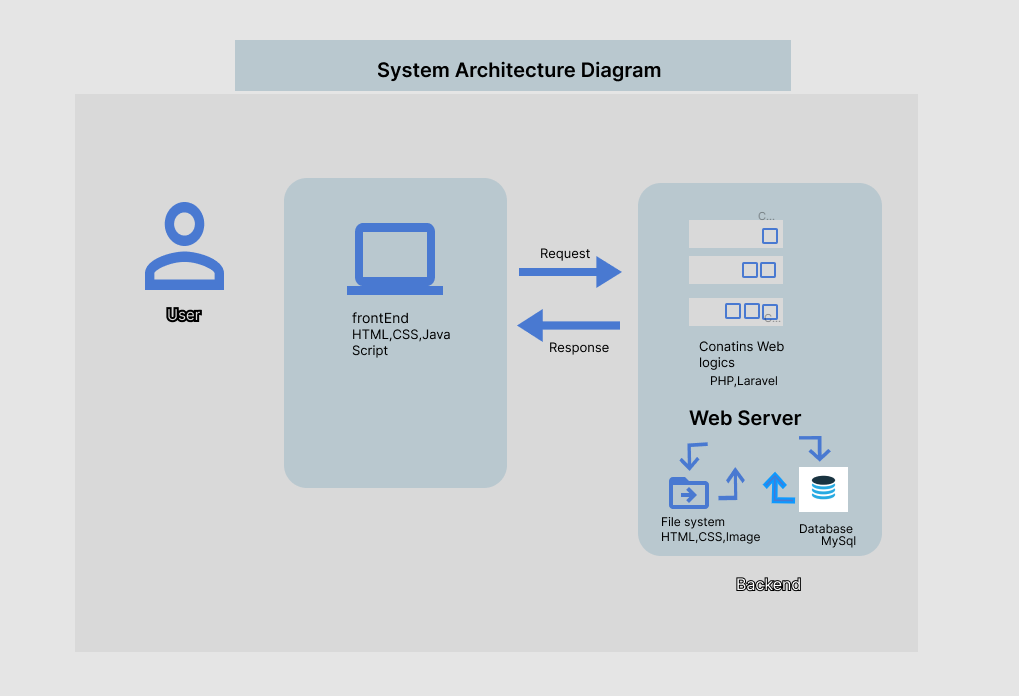 System Architecture Diagram
User
frontEnd
HTML,CSS,Java
Script
Request
Response
C...
C...
Conatins Web
logics
PHP,Laravel
Web Server
File system
HTML,CSS,Image
Database
MySql
Backend